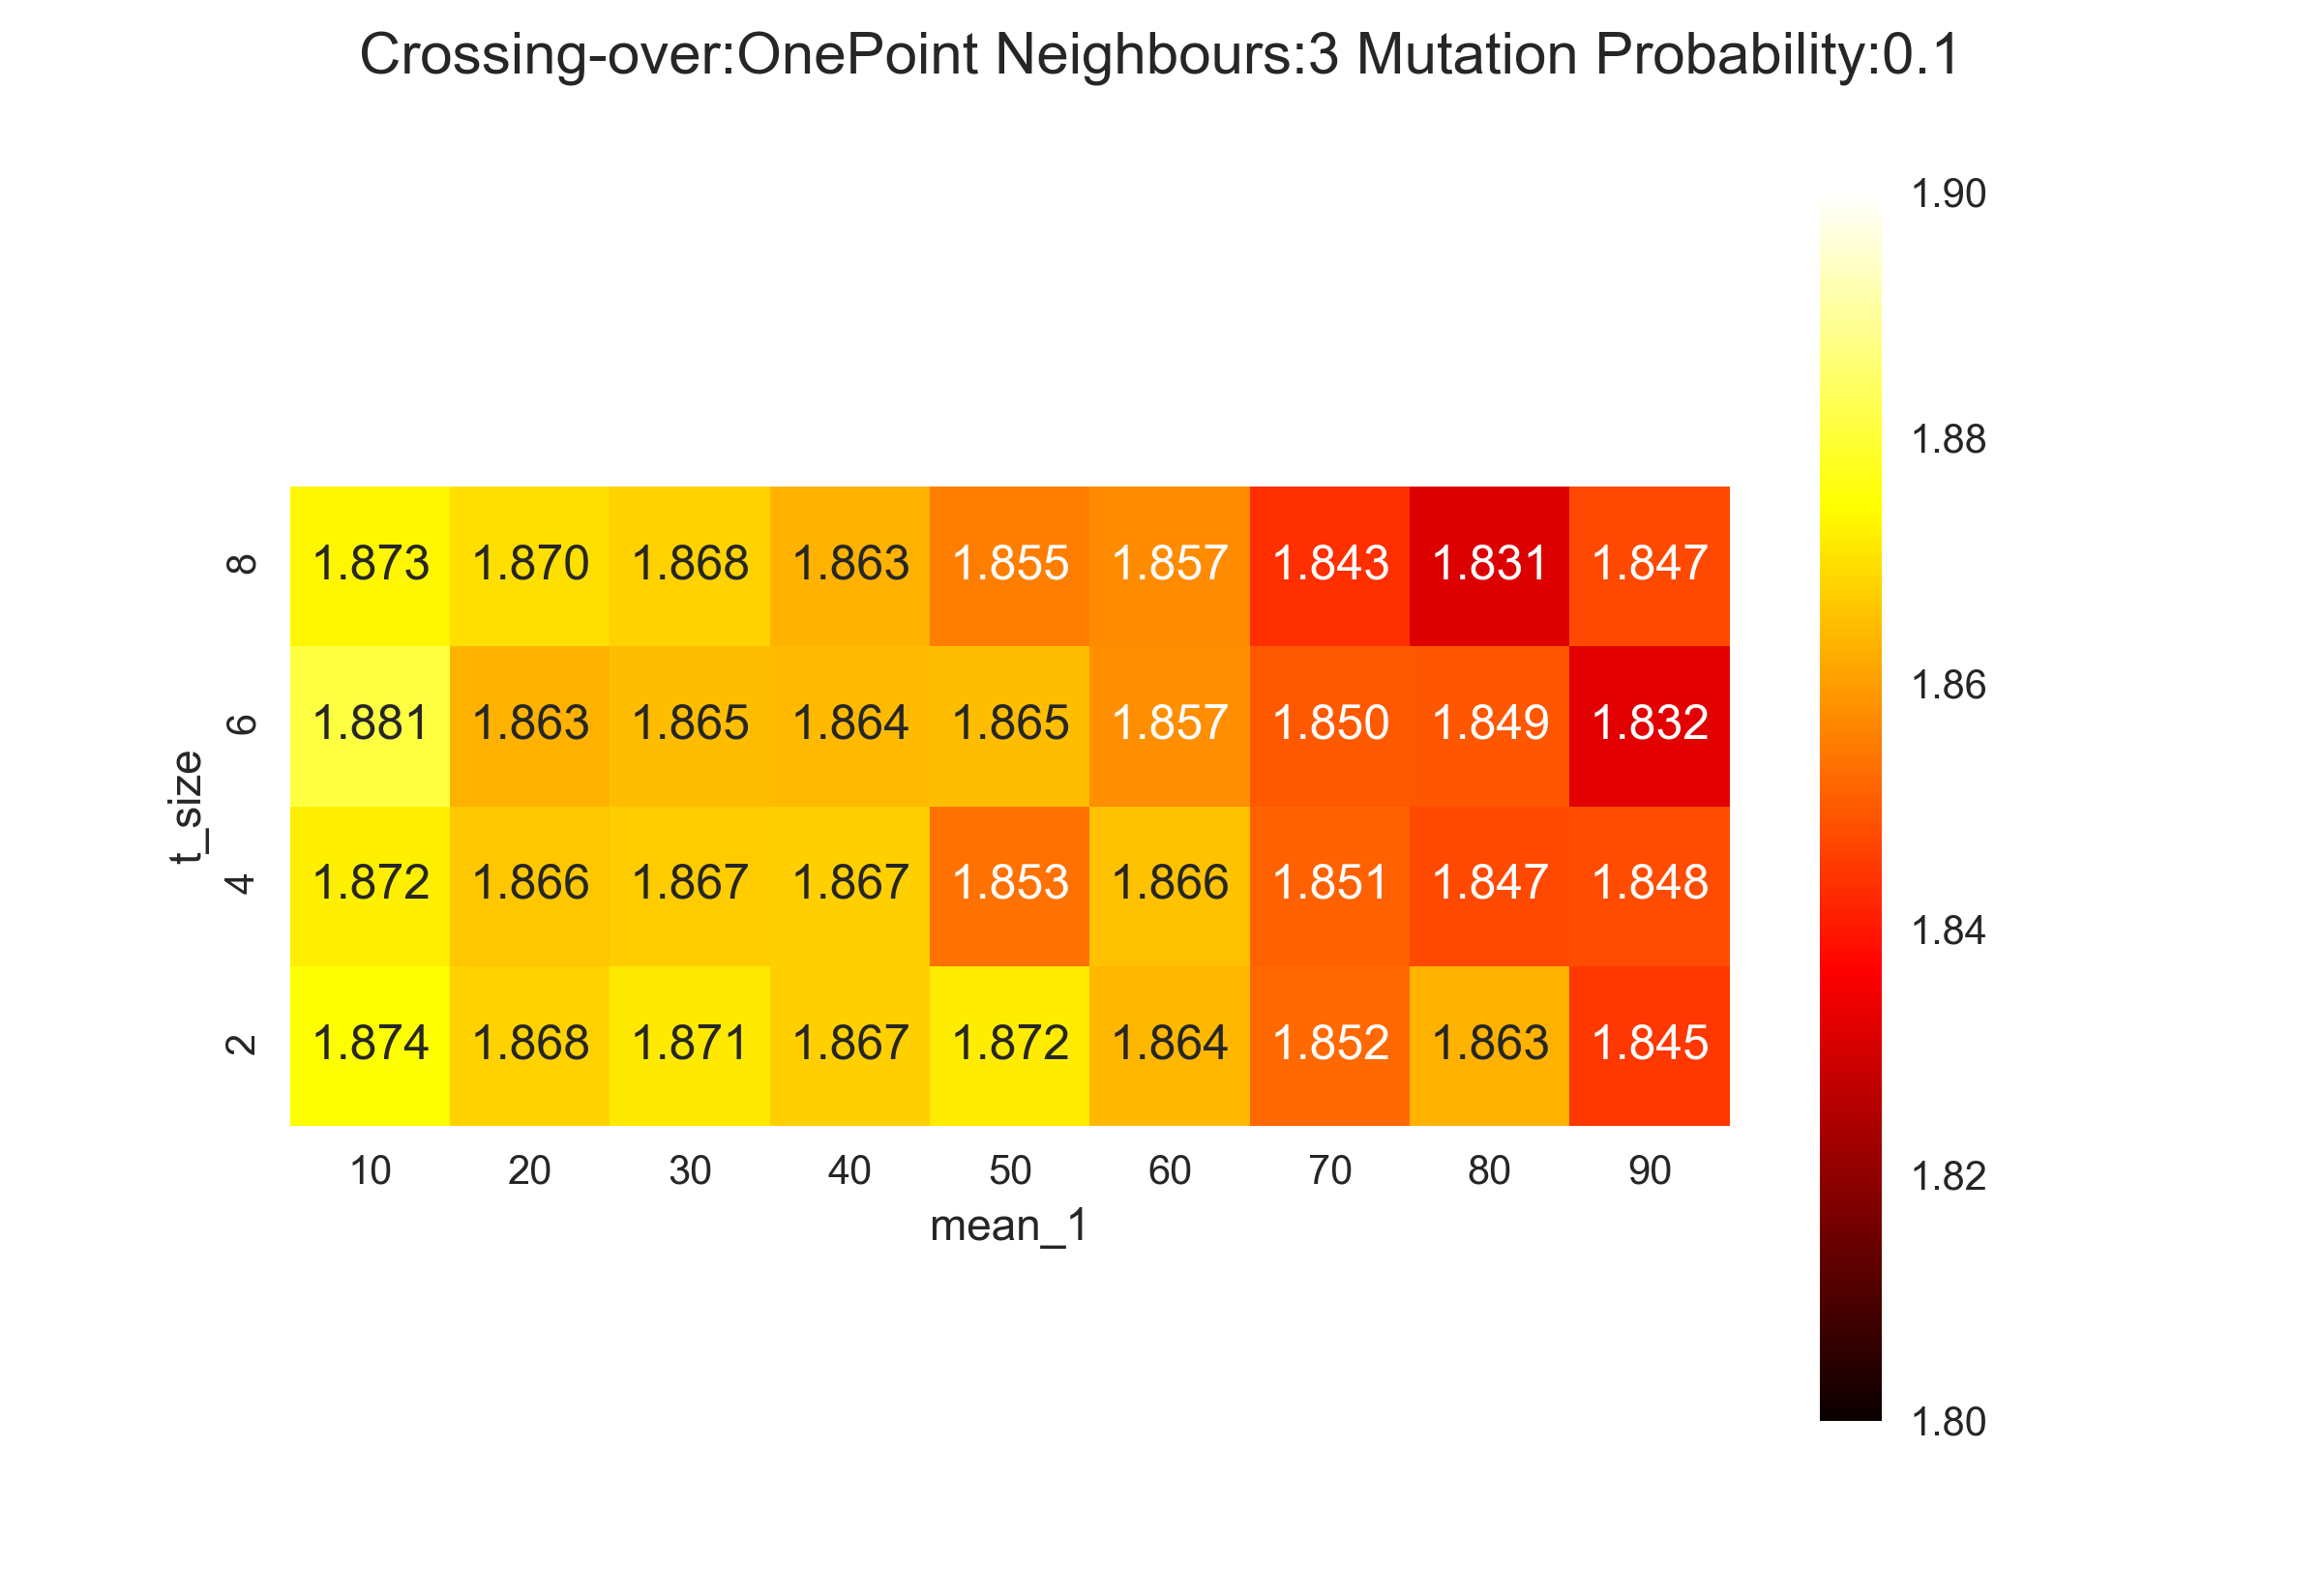 Crossing-over:OnePoint Neighbours:3 Mutation Probability:0.1
t_size
8 1.873 1.870 1.868 1.863 1.855 1.857 1.843 1.831 1.847
6 1.881 1.863 1.865 1.864 1.865 1.857 1.850 1.849 1.832
4 1.872 1.866 1.867 1.867 1.853 1.866 1.851 1.847 1.848
2 1.874 1.868 1.871 1.867 1.872 1.864 1.852 1.863 1.845
10 20 30 40 50 60 70 80 90
mean_1
1.90
1.88
1.86
1.84
1.82
1.80